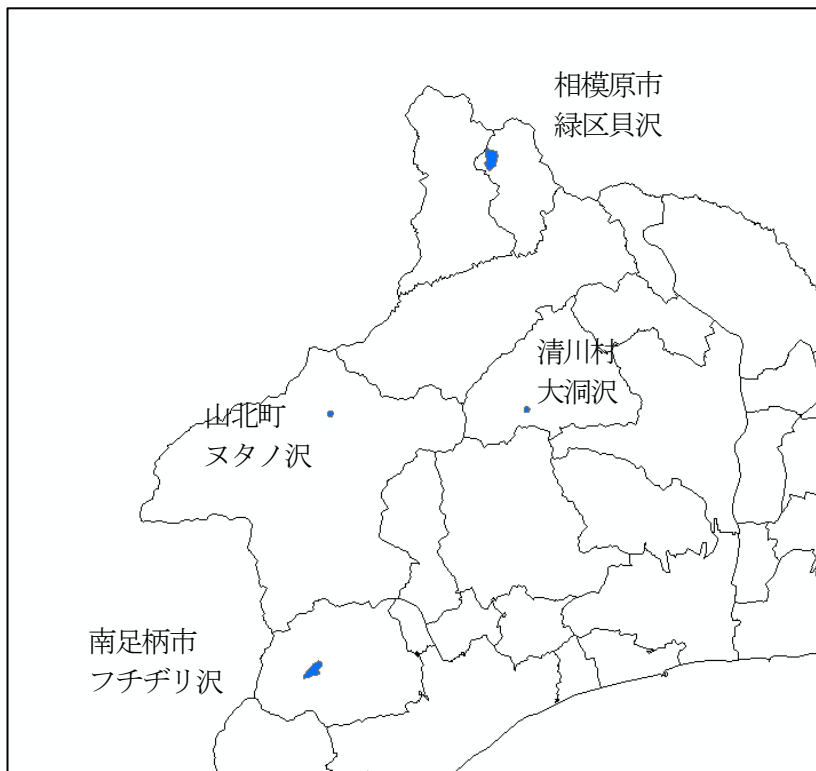 相模原市
緑区貝沢
清川村
大洞沢
山北町
ヌタノ沢
南足柄市
フチヂリ沢